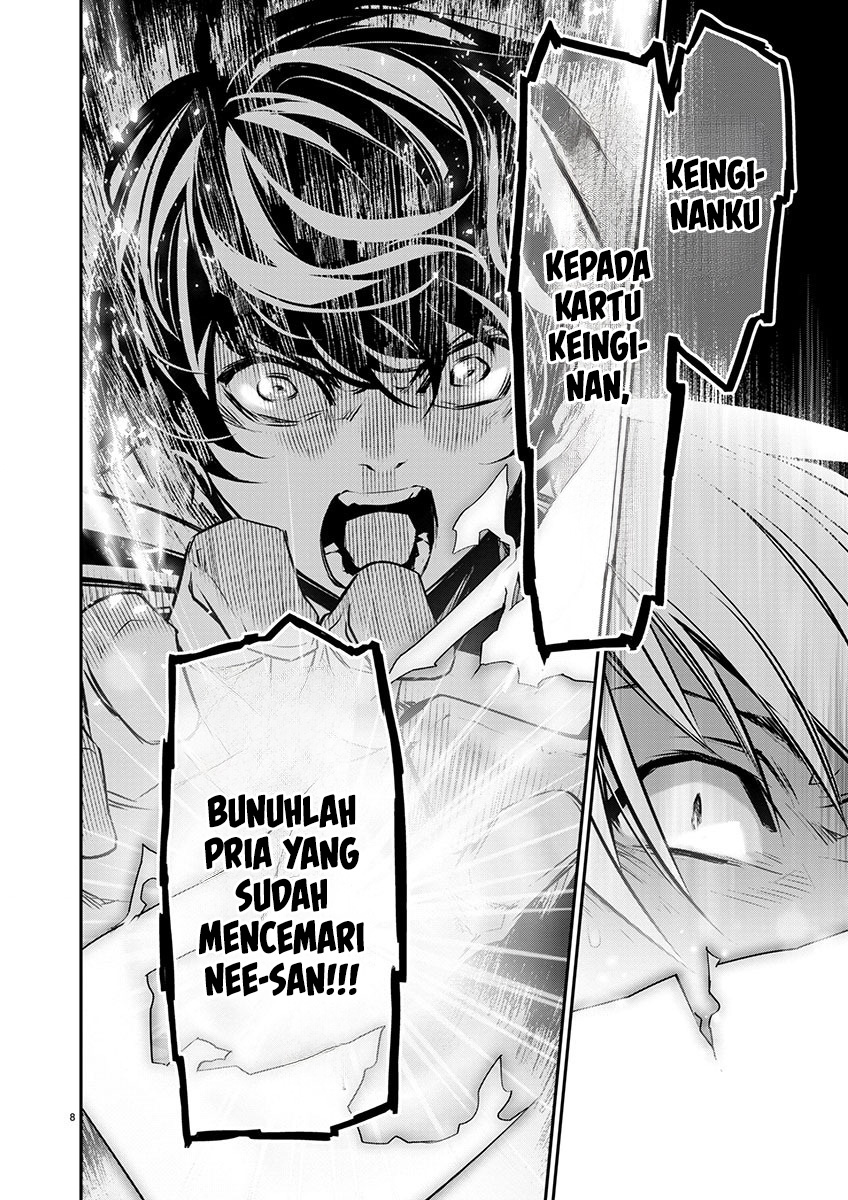 KEINGI-
NANKU
KEPADA
KARTU
KEINGI-
NAN,
BUNUHLAH
PRIA YANG
SUDAH
MENCEMARI
NEE-SAN!!!
8